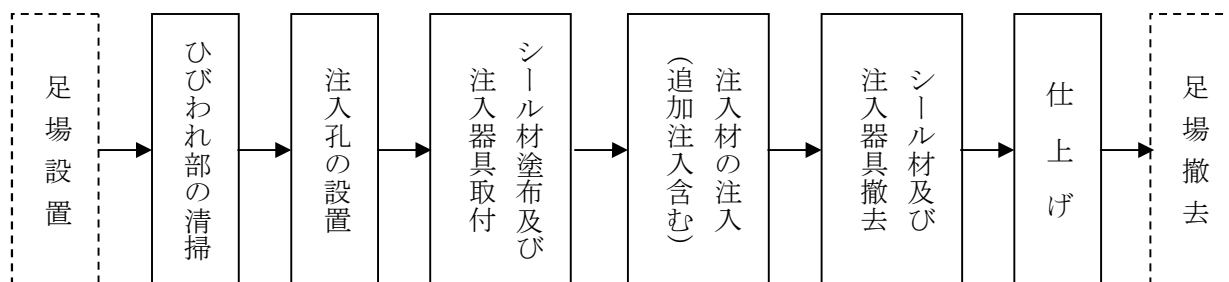 足場設置
ひびわれ部の清掃
注入孔の設置
シール材塗布及び
注入器具取付
注入材の注入
(追加注入含む)
シール材及び
注入器具撤去
仕上げ
足場撤去